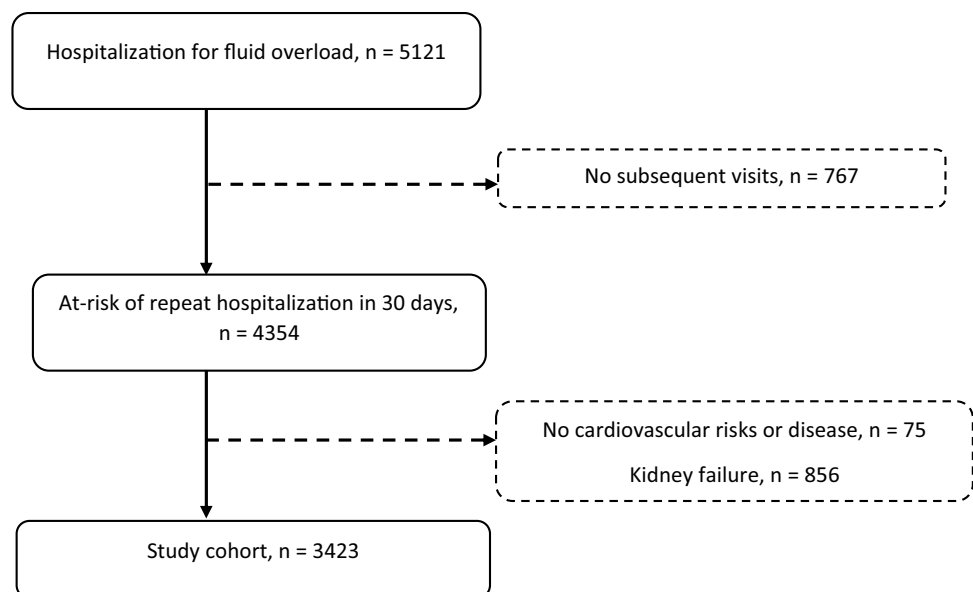 Hospitalization for fluid overload, n = 5121
No subsequent visits, n = 767
At-risk of repeat hospitalization in 30 days,
n = 4354
No cardiovascular risks or disease, n = 75
Kidney failure, n = 856
Study cohort, n = 3423